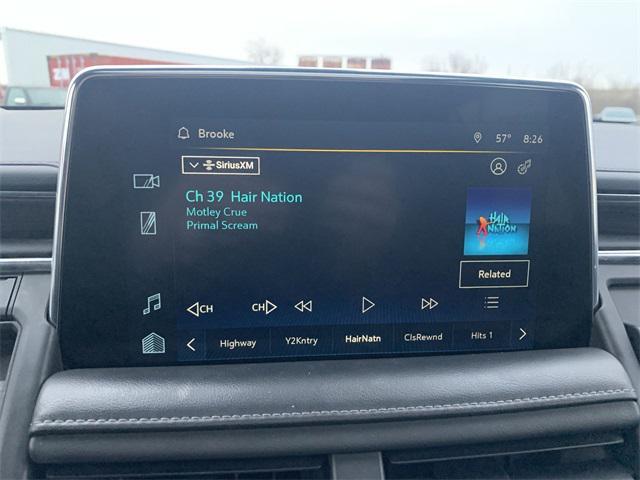 Brooke
57° 8:26
SiriusXM
Ch 39 Hair Nation
Motley Crue
Primal Scream
HAIR NATION
Related
CH CH
Highway Y2Kntry HairNatn ClsRewnd Hits 1